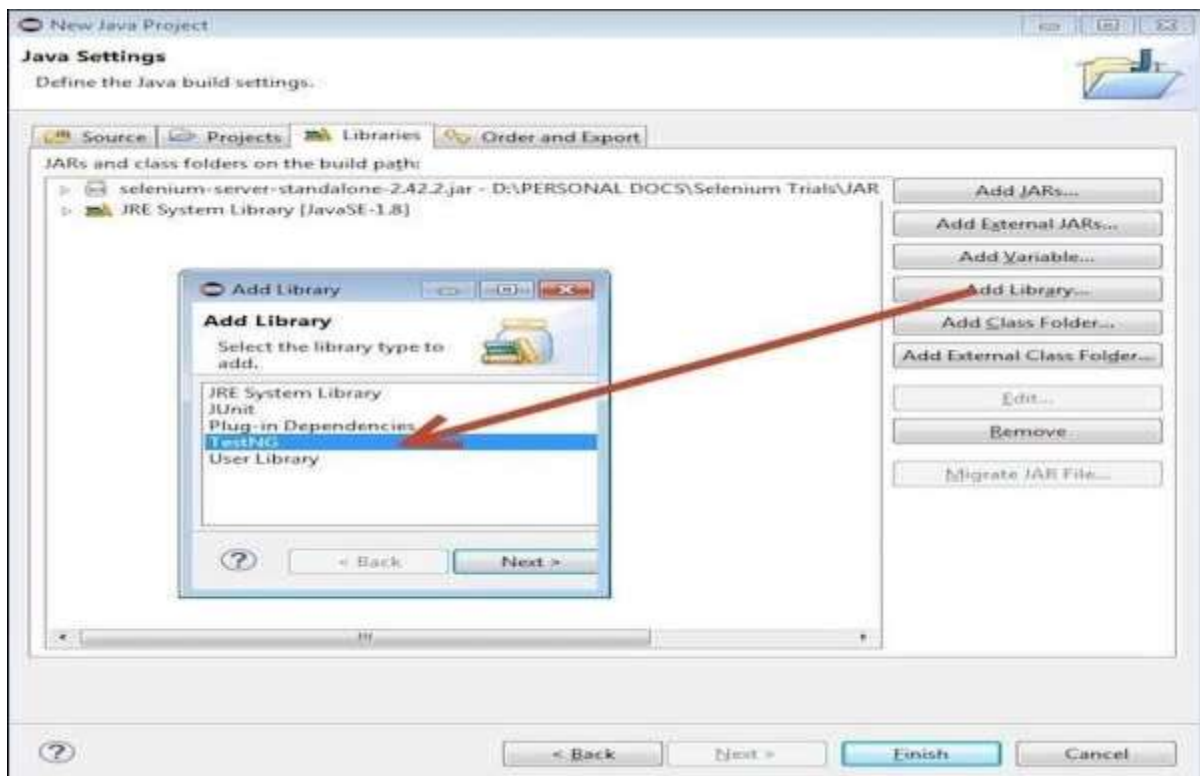 New Java Project
Java Settings
Define the Java build settings.
Source
Projects
Libraries
Order and Export
JARs and class folders on the build path:
selenium-server-standalone-2.42.2.jar - D:\PERSONAL DOCS\Selenium Trials\JAR
JRE System Library [JavaSE-1.8]
Add JARs...
Add External JARs...
Add Variable...
Add Library...
Add Class Folder...
Add External Class Folder...
Edit...
Remove
Migrate JAR File...
Add Library
Add Library
Select the library type to
add.
JRE System Library
JUnit
Plug-in Dependencies
TestNG
User Library
?
< Back
Next >
?
< Back
Next >
Finish
Cancel